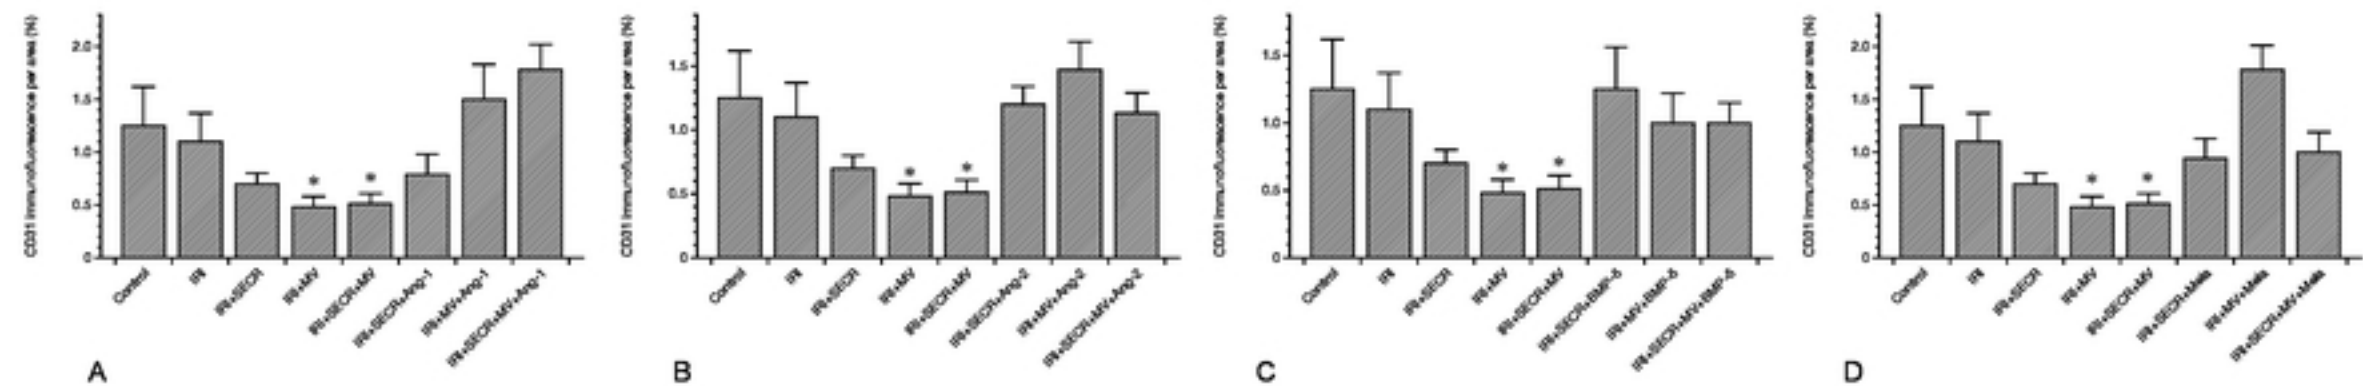 CD31 immunofluorescence per area (%)
2.0
1.5
1.0
0.5
0
Control
IRI
IRI+SECR
IRI+MV
IRI+SECR+MV
IRI+SECR+Ang-1
IRI+MV+Ang-1
IRI+SECR+MV+Ang-1
* *
A
CD31 immunofluorescence per area (%)
1.5
1.0
0.5
0
Control
IRI
IRI+SECR
IRI+MV
IRI+SECR+MV
IRI+SECR+Ang-2
IRI+MV+Ang-2
IRI+SECR+MV+Ang-2
* *
B
CD31 immunofluorescence per area (%)
1.5
1.0
0.5
0
Control
IRI
IRI+SECR
IRI+MV
IRI+SECR+MV
IRI+SECR+BMP-5
IRI+MV+BMP-5
IRI+SECR+MV+BMP-5
* *
C
CD31 immunofluorescence per area (%)
2.0
1.5
1.0
0.5
0
Control
IRI
IRI+SECR
IRI+MV
IRI+SECR+MV
IRI+SECR+Mela
IRI+MV+Mela
IRI+SECR+MV+Mela
* *
D